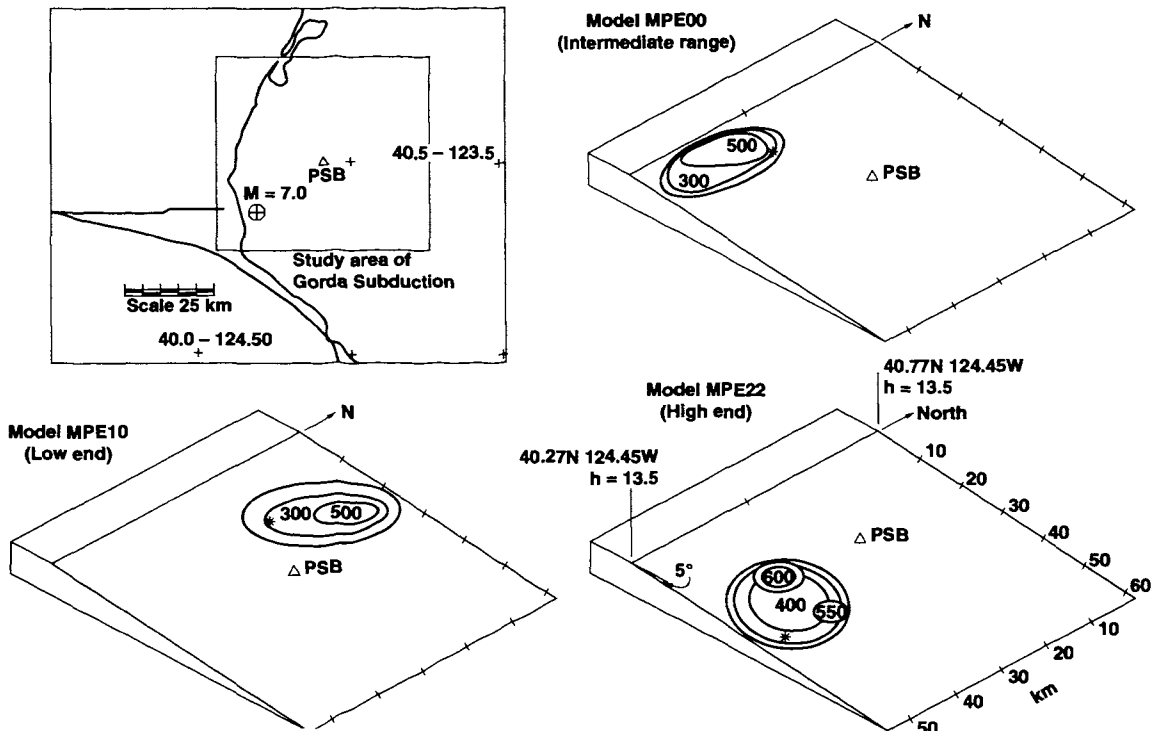 40.5 – 123.5
PSB
M = 7.0
Study area of
Gorda Subduction
Scale 25 km
40.0 – 124.50
Model MPE00
(Intermediate range)
N
500
300
PSB
Model MPE10
(Low end)
N
300
500
PSB
Model MPE22
(High end)
40.77N 124.45W
h = 13.5
North
40.27N 124.45W
h = 13.5
10
20
30
40
50
60
PSB
5°
600
400
550
10
20
30
40
50
km